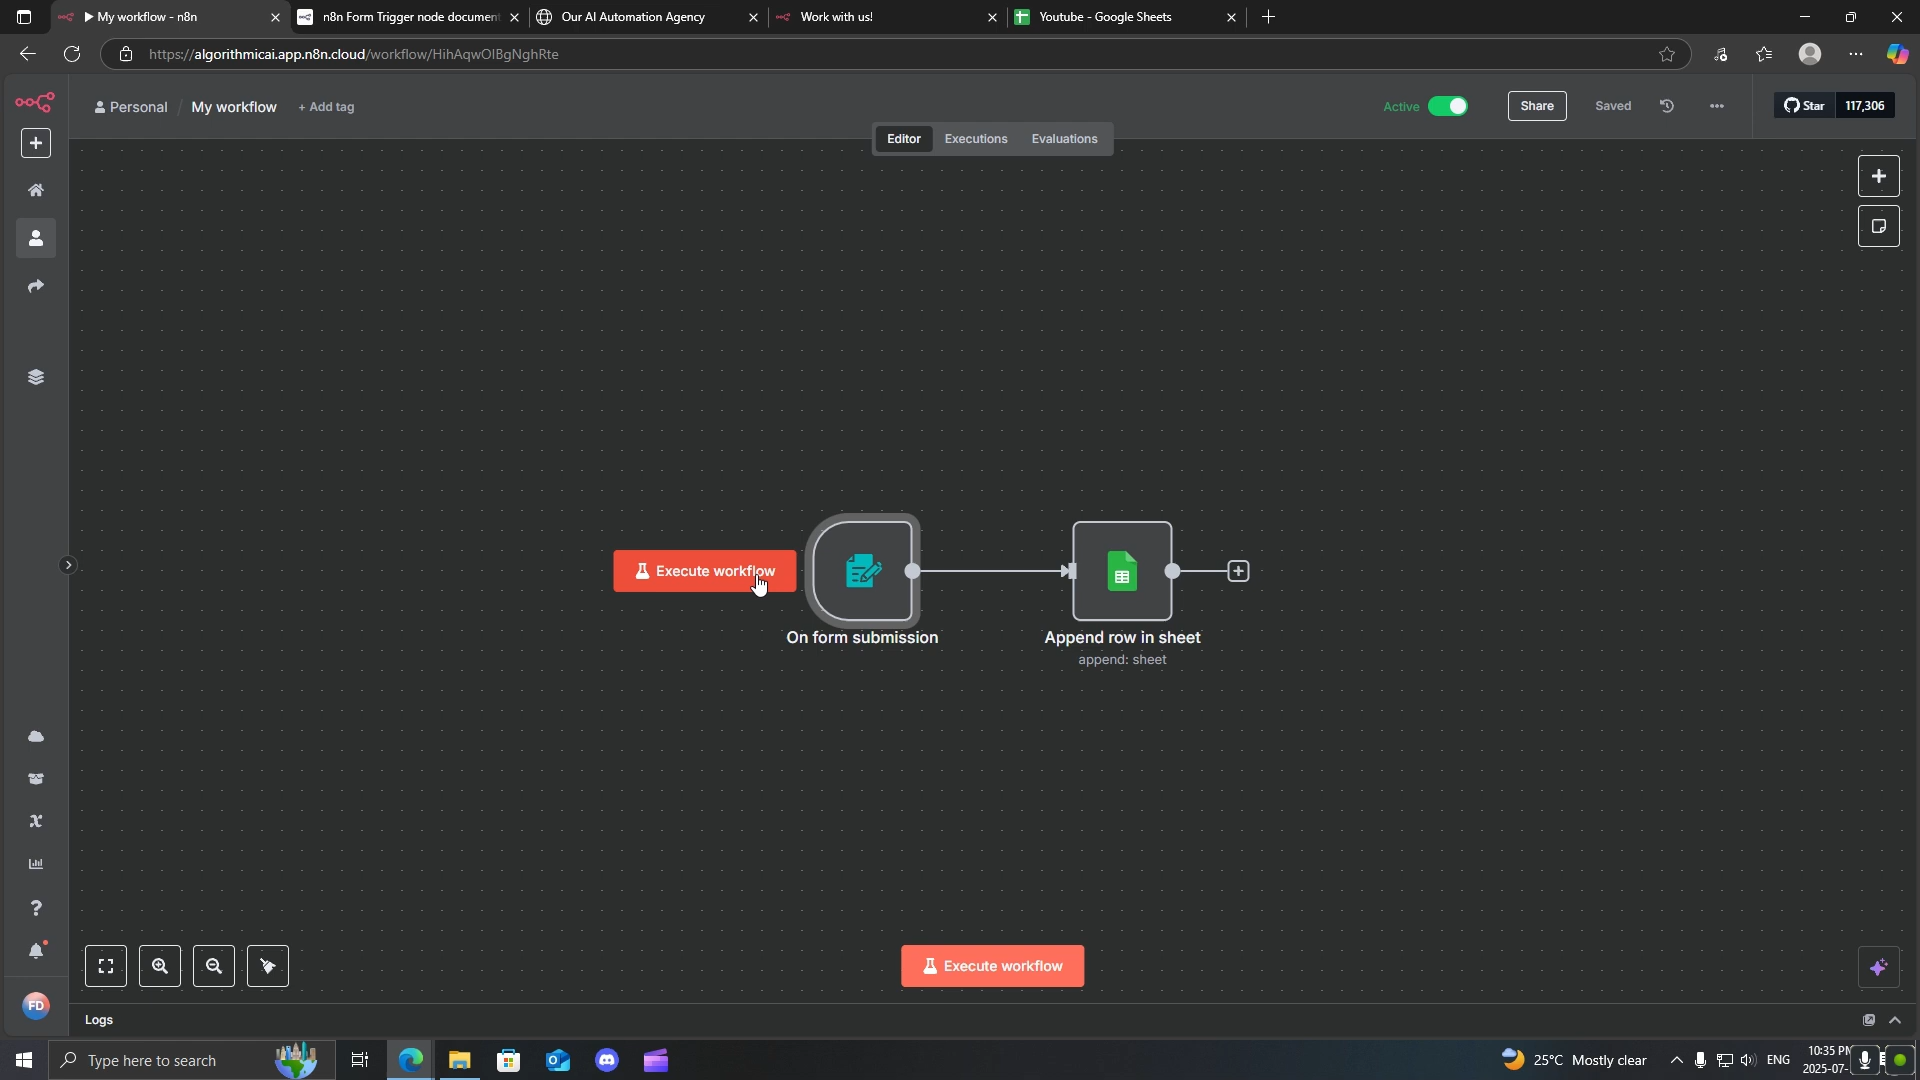 My workflow - n8n
n8n Form Trigger node document
Our AI Automation Agency
Work with us!
Youtube - Google Sheets
https://algorithmicai.app.n8n.cloud/workflow/HihAqwOIBgNghRte
Personal / My workflow + Add tag
Active
Share
Saved
Star 117,306
Editor Executions Evaluations
Execute workflow
On form submission
Append row in sheet
append: sheet
Execute workflow
FD
Logs
Type here to search
25°C Mostly clear
ENG
10:35 PM
2025-07-